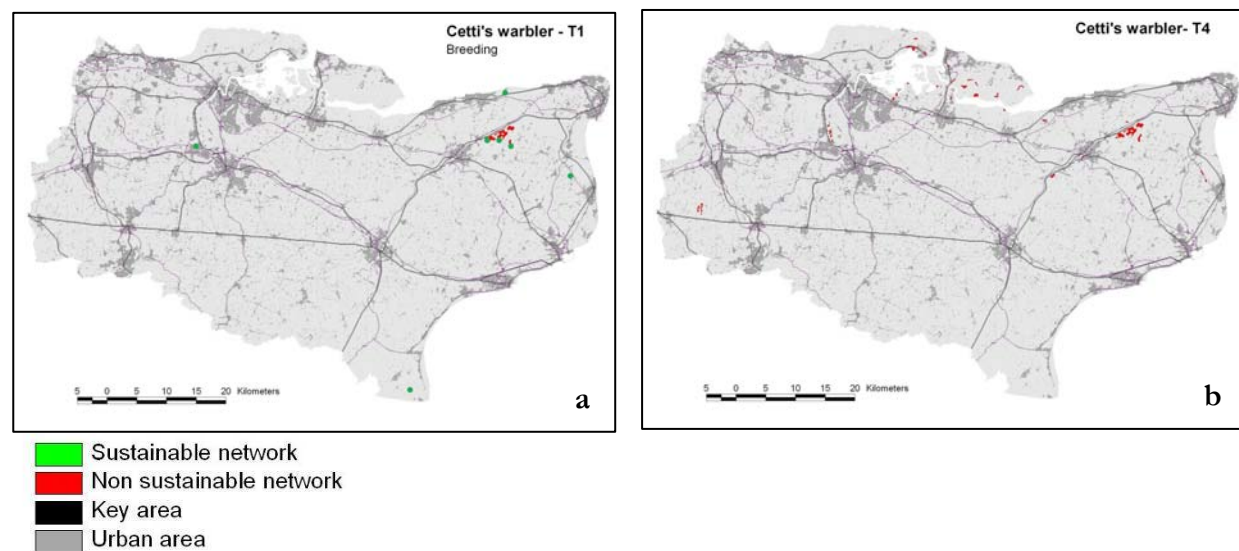 Cetti's warbler - T1
Breeding
5 0 5 10 15 20 Kilometers
a
Cetti's warbler- T4
5 0 5 10 15 20 Kilometers
b
Sustainable network
Non sustainable network
Key area
Urban area